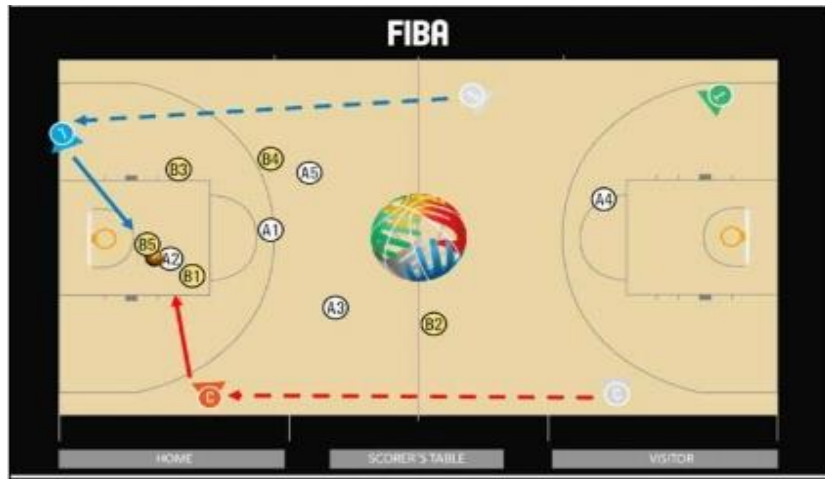 FIBA
B3
B4
A5
A4
A1
B5
A2
B1
A3
B2
C
C
HOME
SCORER'S TABLE
VISITOR